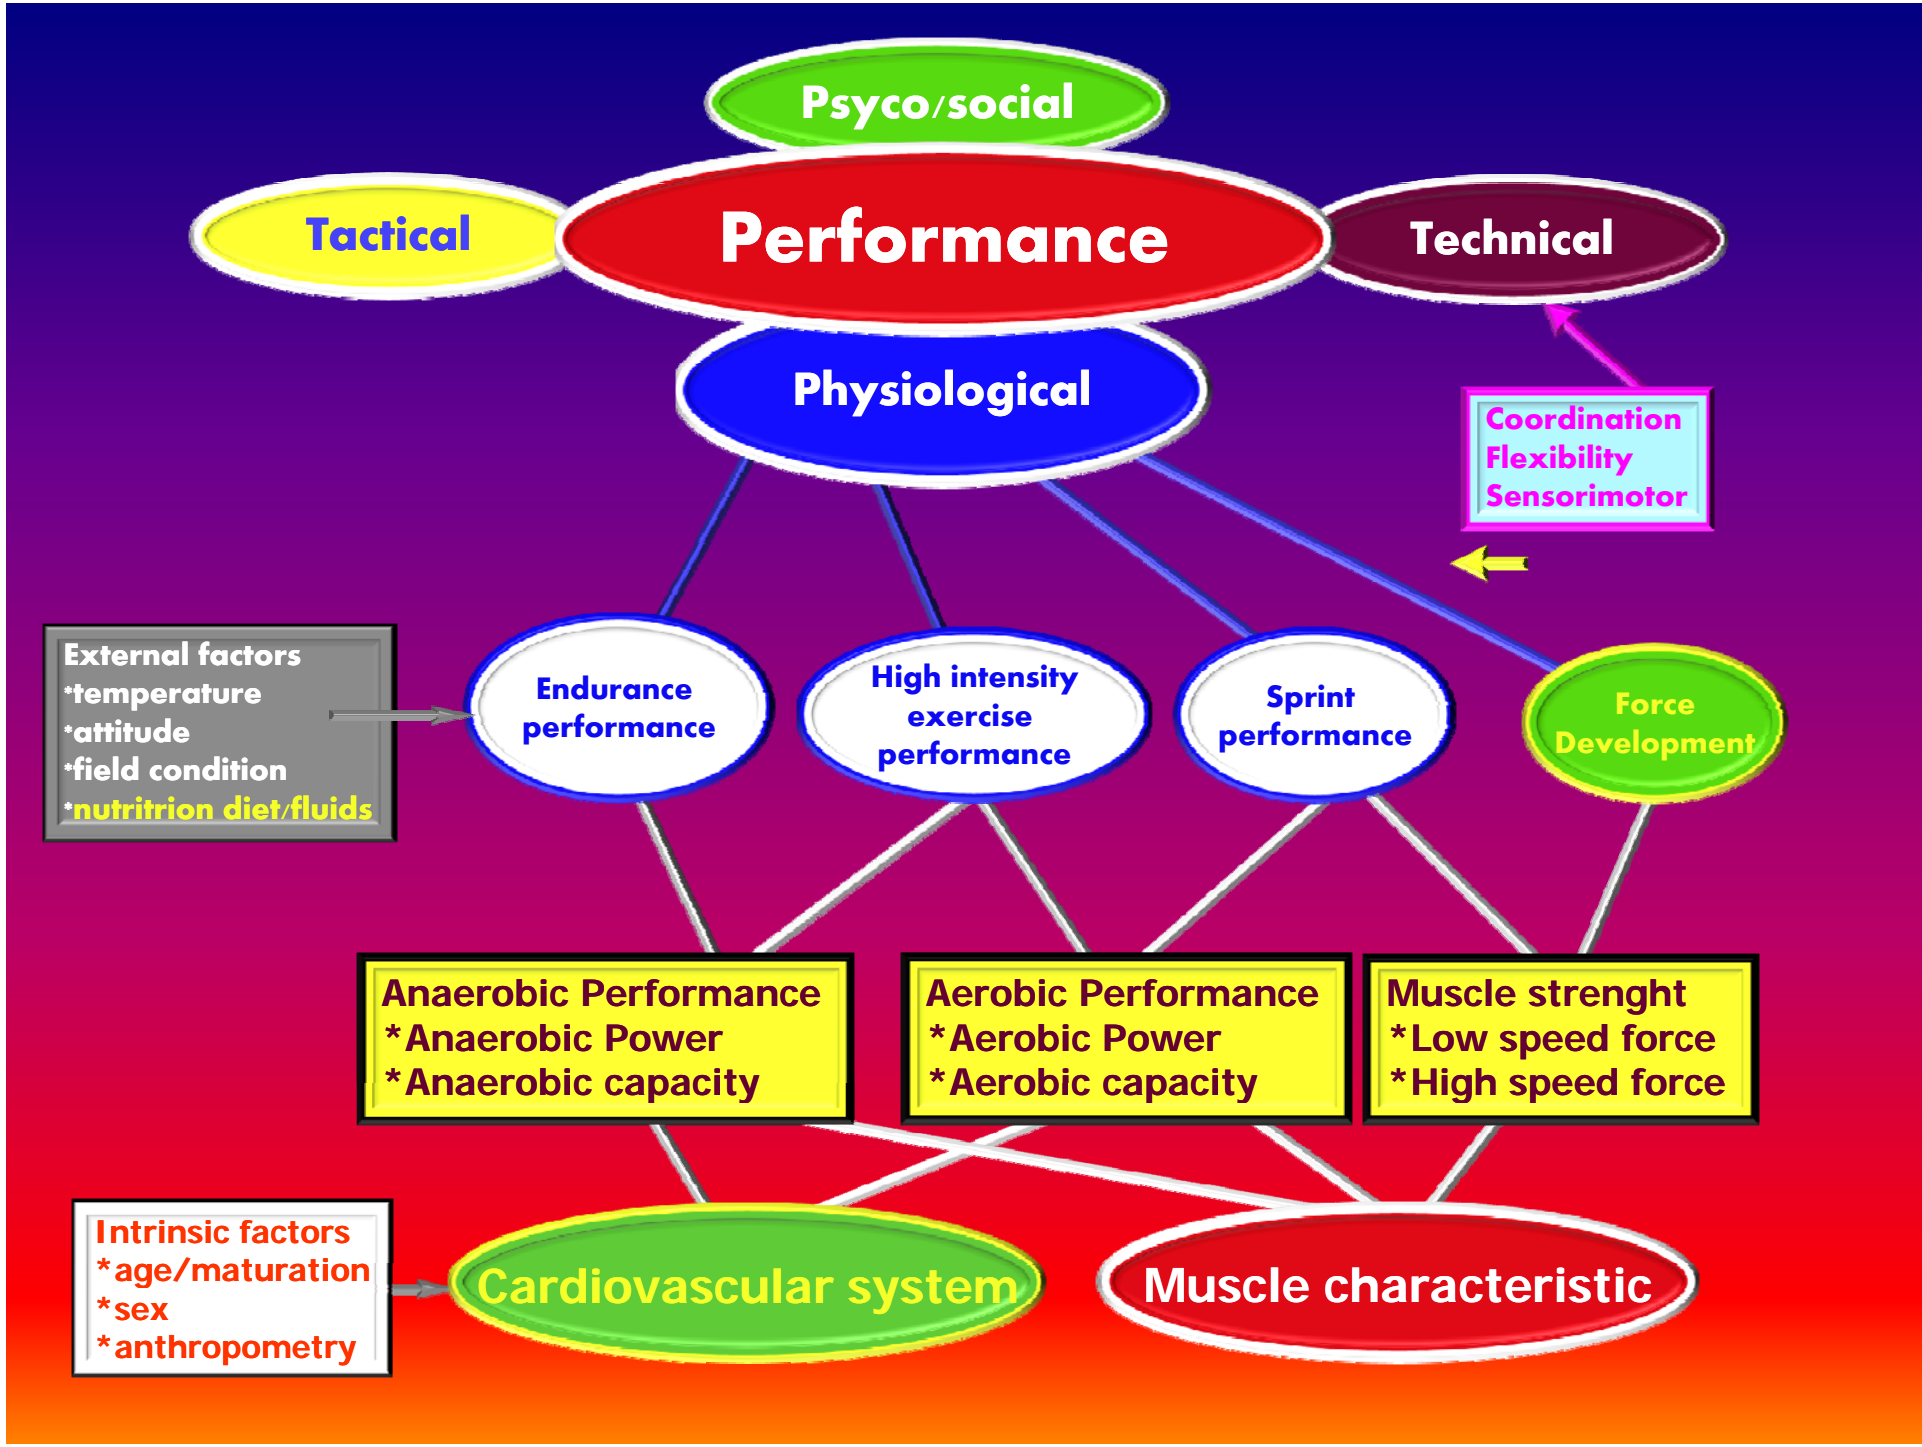 Psyco/social
Tactical
Performance
Technical
Physiological
Coordination
Flexibility
Sensorimotor
External factors
*temperature
*attitude
*field condition
*nutritrion diet/fluids
Endurance
performance
High intensity
exercise
performance
Sprint
performance
Force
Development
Anaerobic Performance
*Anaerobic Power
*Anaerobic capacity
Aerobic Performance
*Aerobic Power
*Aerobic capacity
Muscle strenght
*Low speed force
*High speed force
Intrinsic factors
*age/maturation
*sex
*anthropometry
Cardiovascular system
Muscle characteristic